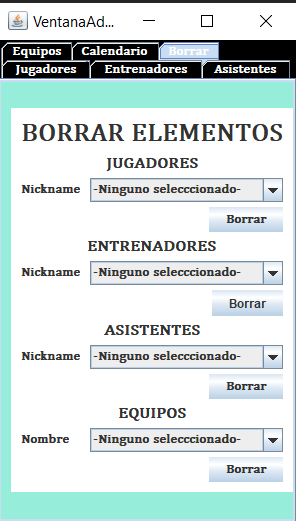 VentanaAd...
Equipos Calendario Borrar
Jugadores Entrenadores Asistentes
BORRAR ELEMENTOS
JUGADORES
Nickname -Ninguno selecccionado-
Borrar
ENTRENADORES
Nickname -Ninguno selecccionado-
Borrar
ASISTENTES
Nickname -Ninguno selecccionado-
Borrar
EQUIPOS
Nombre -Ninguno selecccionado-
Borrar